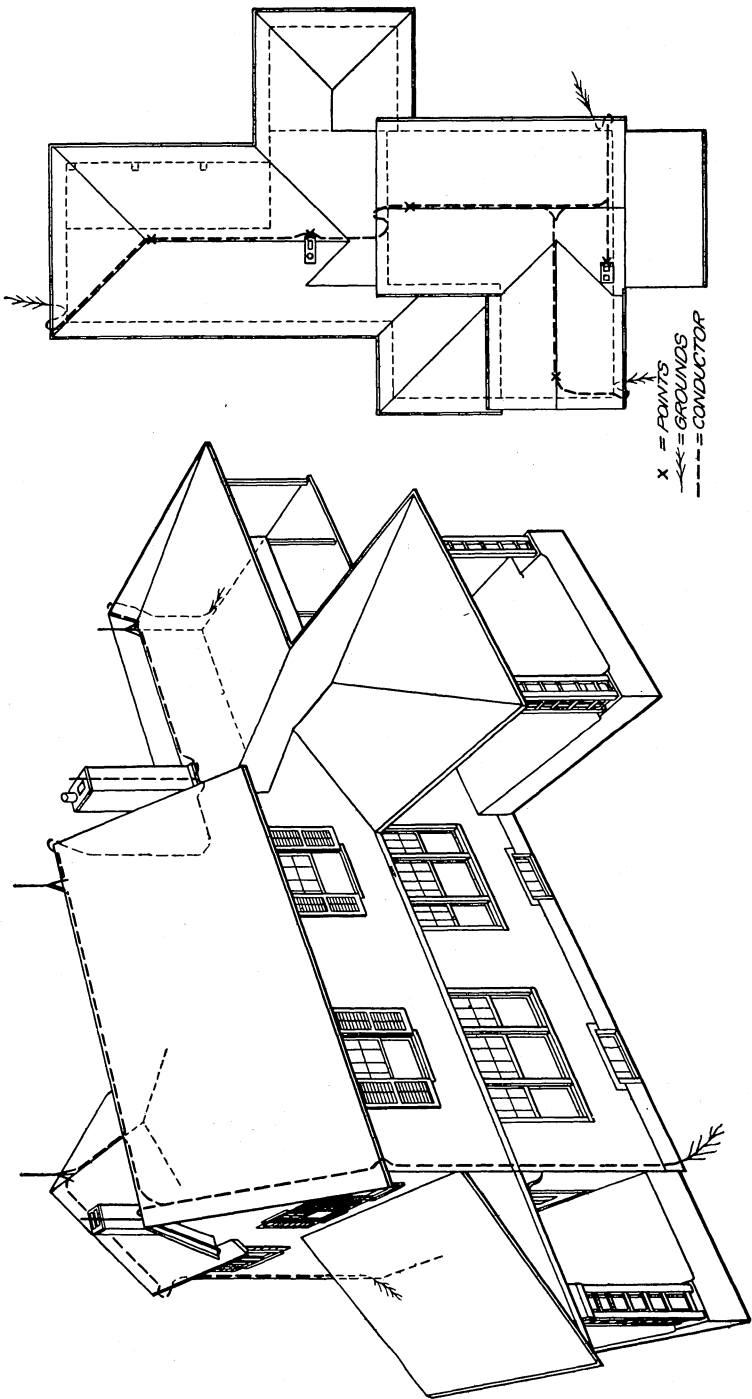 x = POINTS
= GROUNDS
= CONDUCTOR